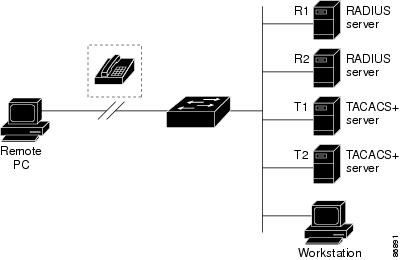 R1 RADIUS
server
R2 RADIUS
server
T1 TACACS+
server
T2 TACACS+
server
Remote
PC
Workstation
86891